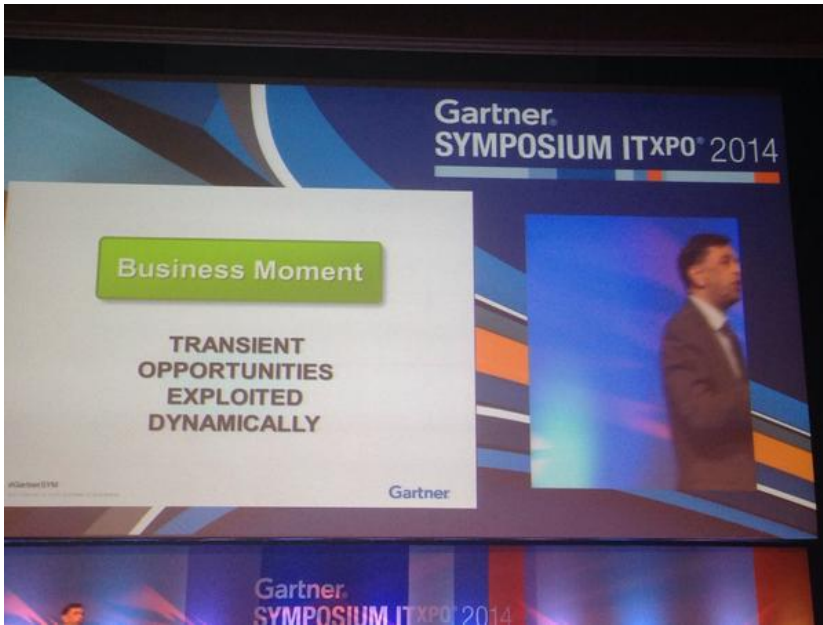 Gartner
SYMPOSIUM ITXPO® 2014
Business Moment
TRANSIENT
OPPORTUNITIES
EXPLOITED
DYNAMICALLY
#GartnerSYM
Gartner
Gartner
SYMPOSIUM ITXPO® 2014